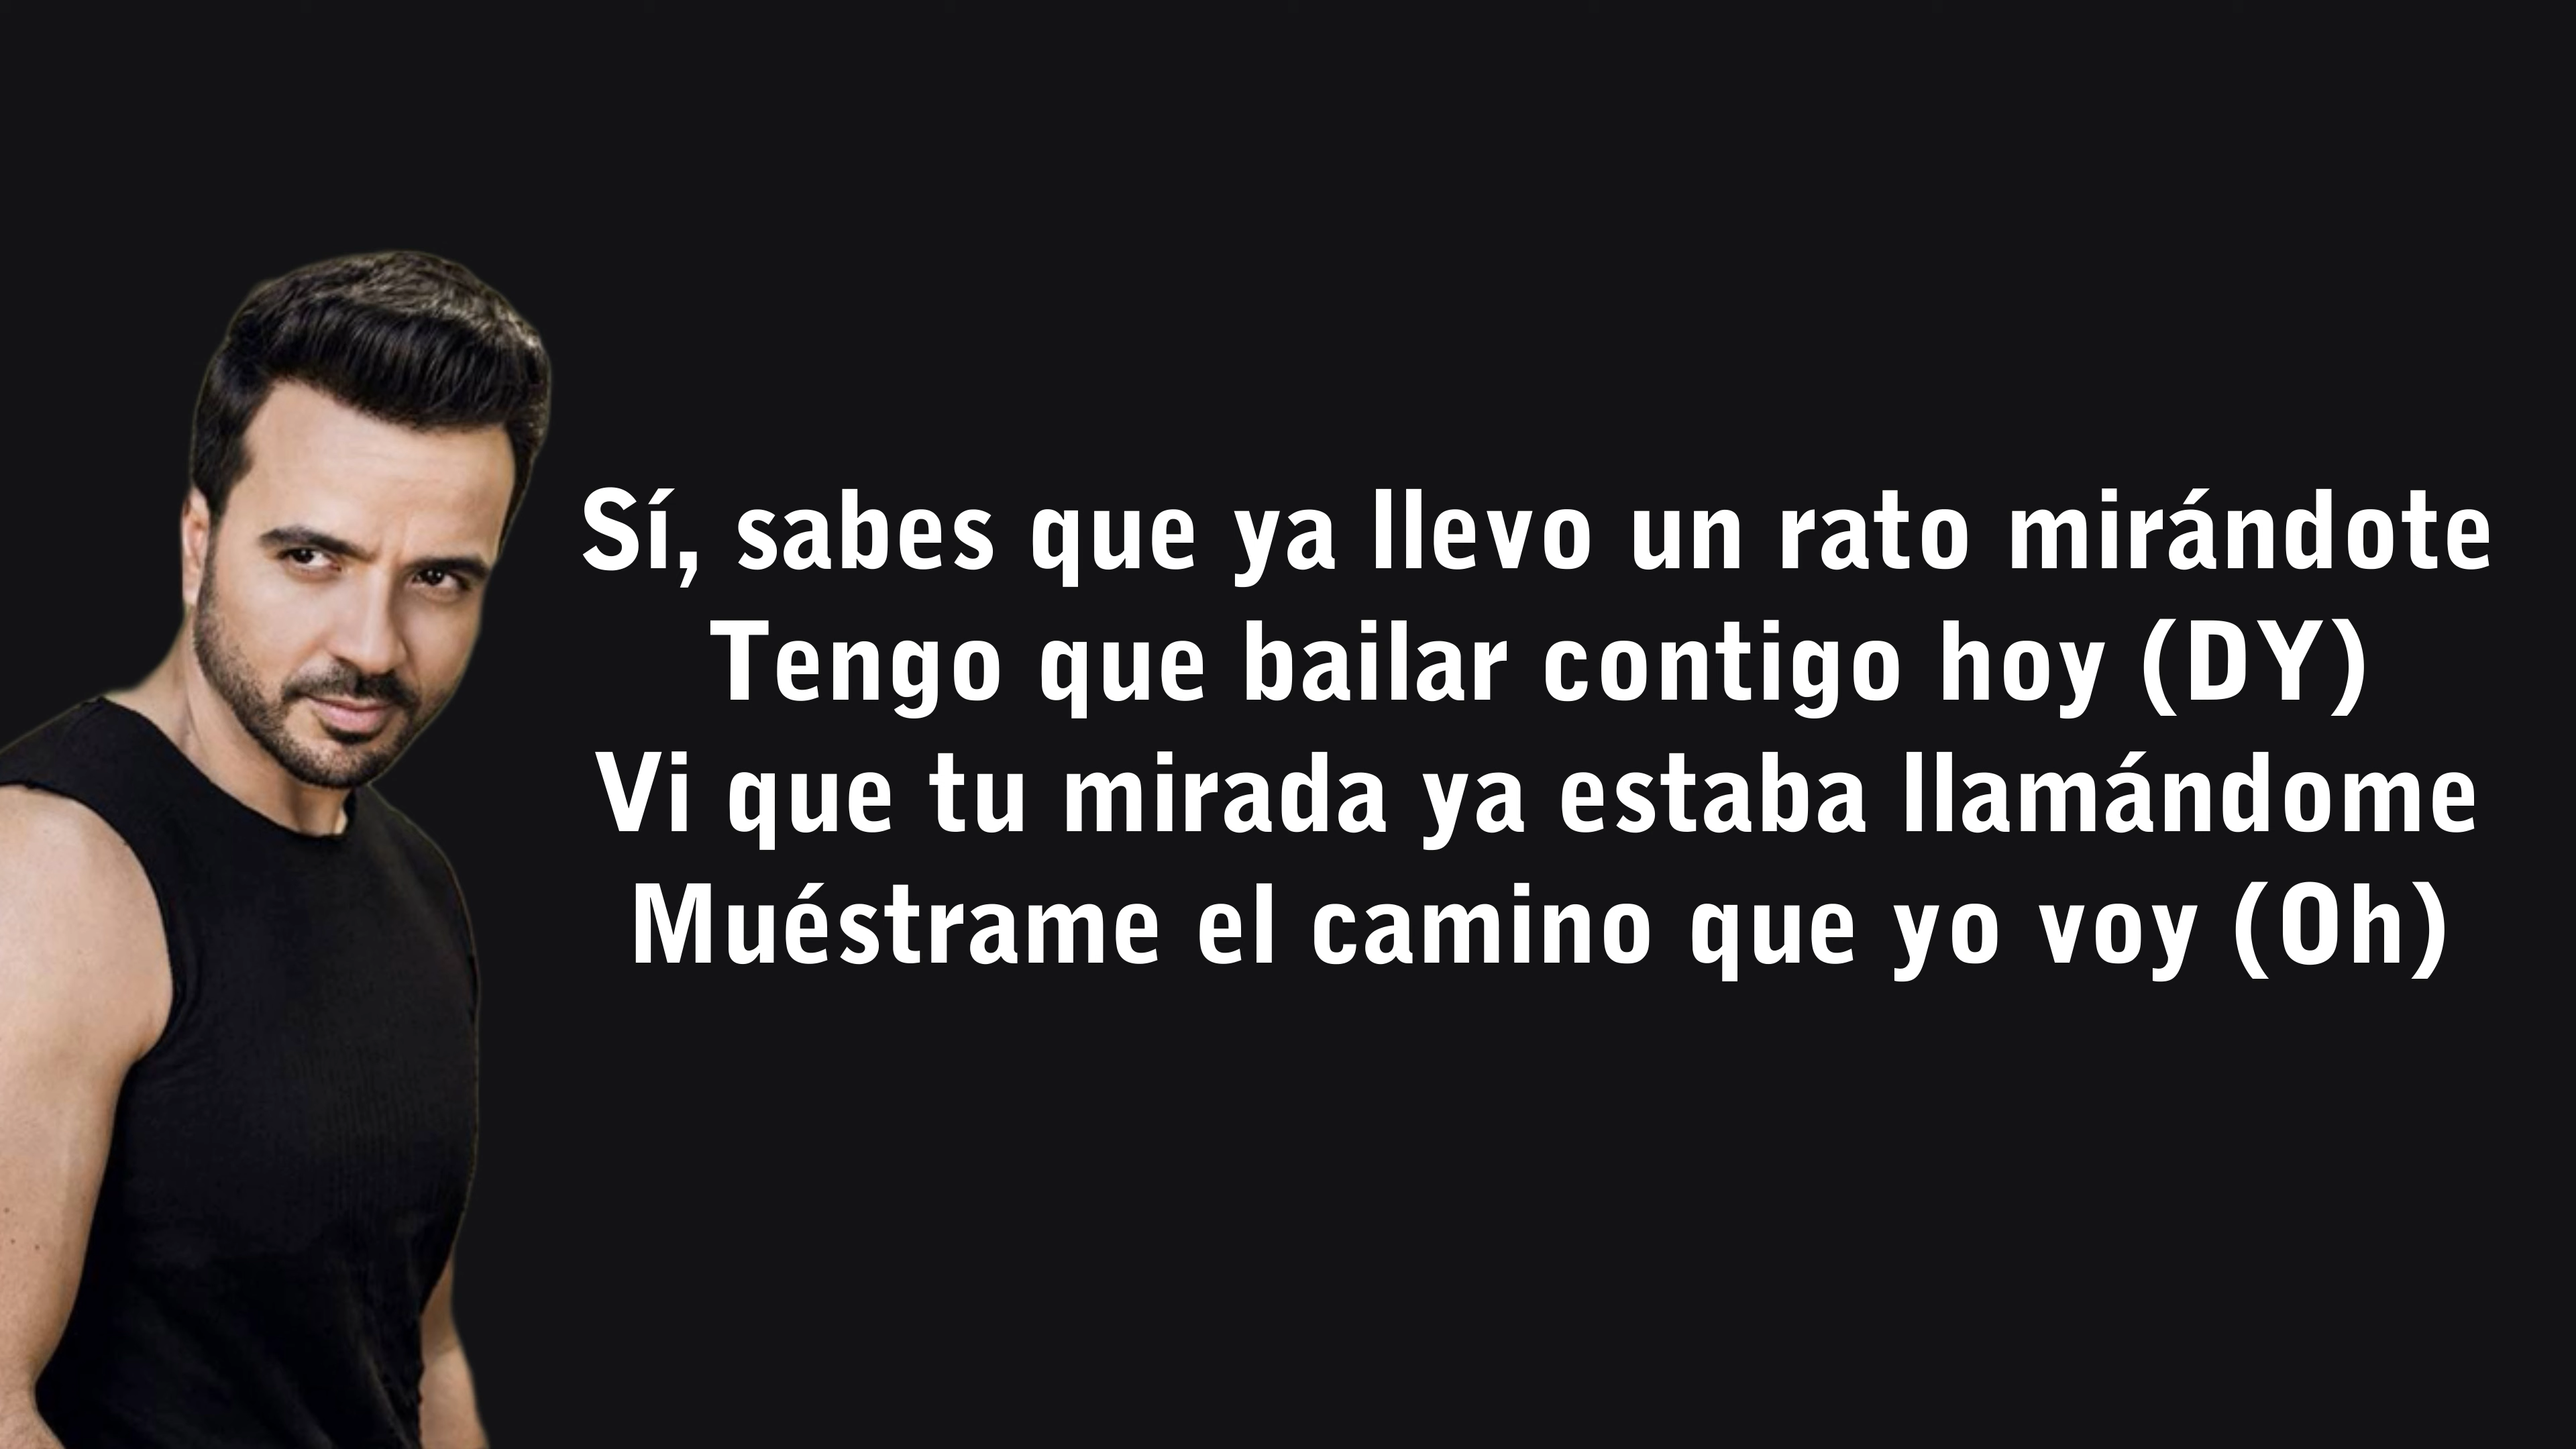 Sí, sabes que ya llevo un rato mirándote
Tengo que bailar contigo hoy (DY)
Vi que tu mirada ya estaba llamándome
Muéstrame el camino que yo voy (Oh)